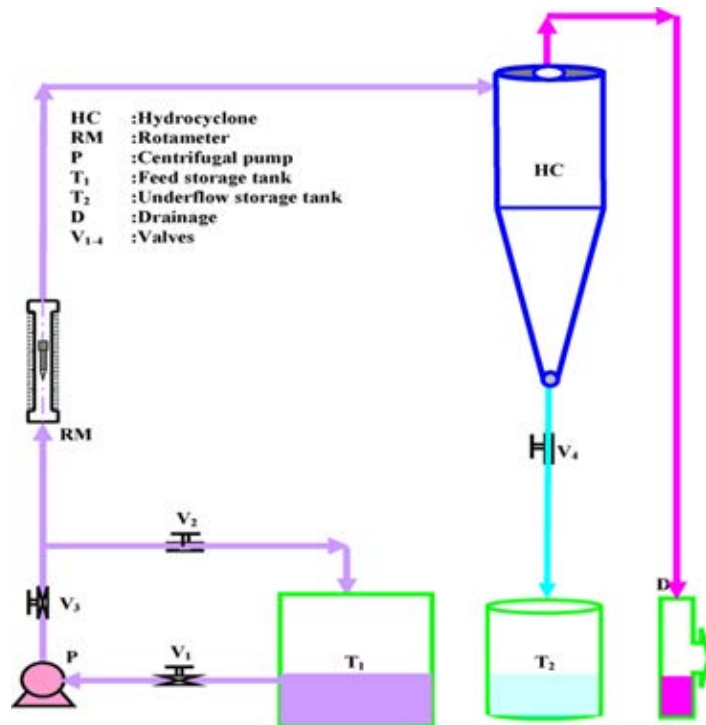 HC :Hydrocyclone
RM :Rotameter
P :Centrifugal pump
T₁ :Feed storage tank
T₂ :Underflow storage tank
D :Drainage
V₁₋₄ :Valves
HC
RM
V₄
V₂
D
V₃
P
V₁
T₁
T₂